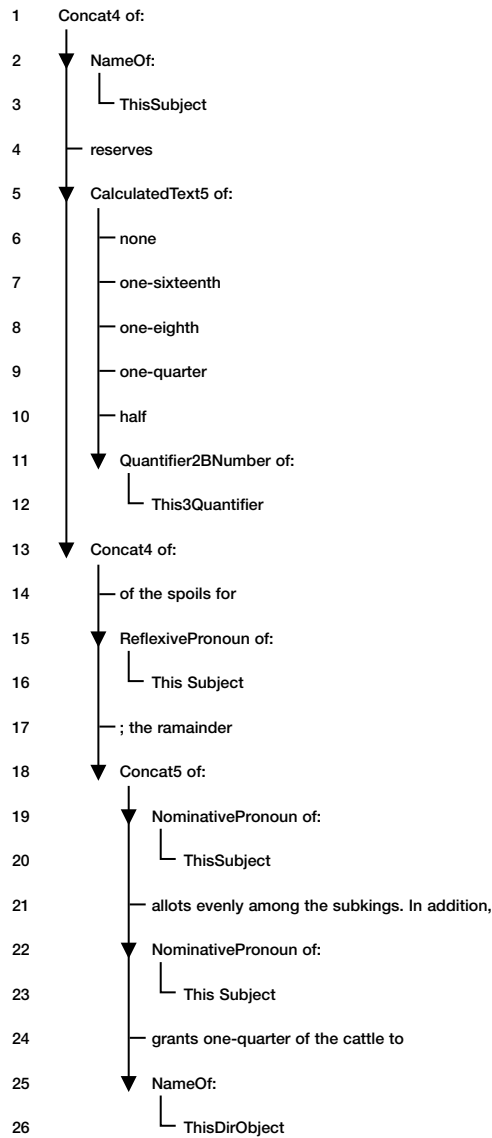 1 Concat4 of:
2 NameOf:
3 ThisSubject
4 reserves
5 CalculatedText5 of:
6 none
7 one-sixteenth
8 one-eighth
9 one-quarter
10 half
11 Quantifier2BNumber of:
12 This3Quantifier
13 Concat4 of:
14 of the spoils for
15 ReflexivePronoun of:
16 This Subject
17 ; the ramainder
18 Concat5 of:
19 NominativePronoun of:
20 ThisSubject
21 allots evenly among the subkings. In addition,
22 NominativePronoun of:
23 This Subject
24 grants one-quarter of the cattle to
25 NameOf:
26 ThisDirObject